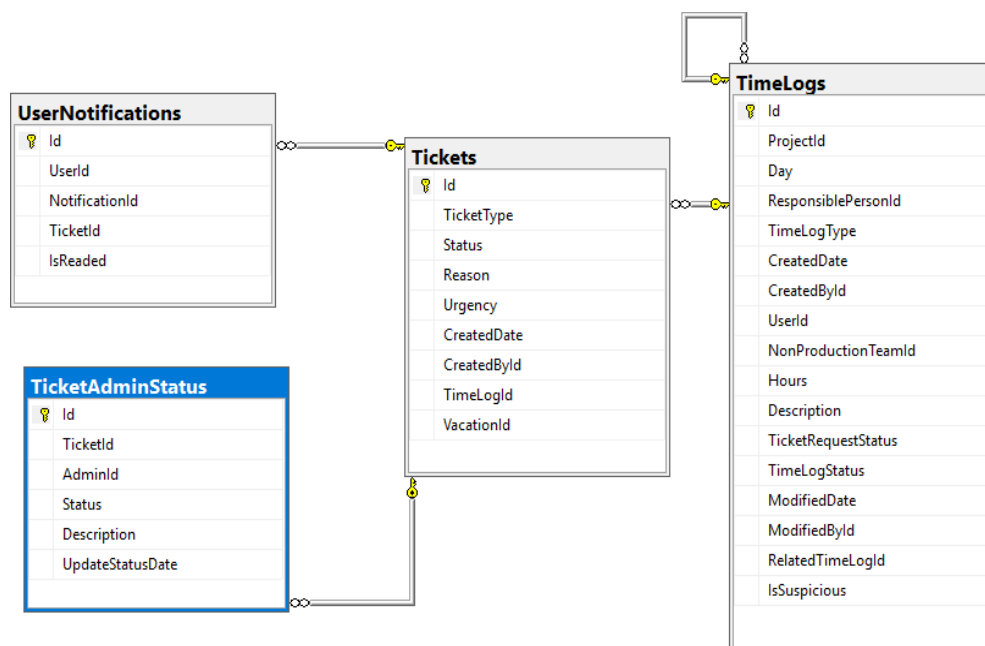 UserNotifications
Id
UserId
NotificationId
TicketId
IsReaded
TicketAdminStatus
Id
TicketId
AdminId
Status
Description
UpdateStatusDate
Tickets
Id
TicketType
Status
Reason
Urgency
CreatedDate
CreatedById
TimeLogId
VacationId
TimeLogs
Id
ProjectId
Day
ResponsiblePersonId
TimeLogType
CreatedDate
CreatedById
UserId
NonProductionTeamId
Hours
Description
TicketRequestStatus
TimeLogStatus
ModifiedDate
ModifiedById
RelatedTimeLogId
IsSuspicious